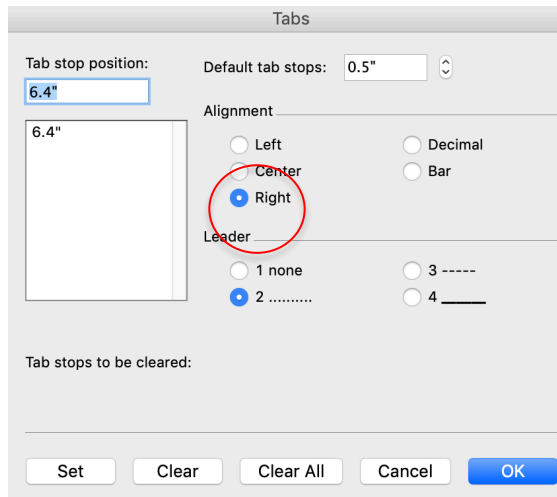 Tabs
Tab stop position:
Default tab stops: 0.5"
6.4"
6.4"
Alignment
Left
Decimal
Center
Bar
Right
Leader
1 none
3 -----
2 ..........
4 ______
Tab stops to be cleared:
Set Clear Clear All Cancel OK